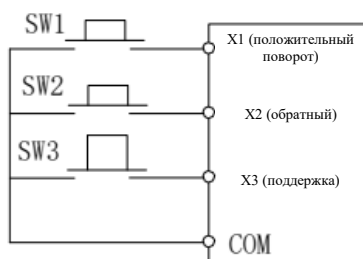 SW1
X1 (положительный
поворот)
SW2
X2 (обратный)
SW3
X3 (поддержка)
COM